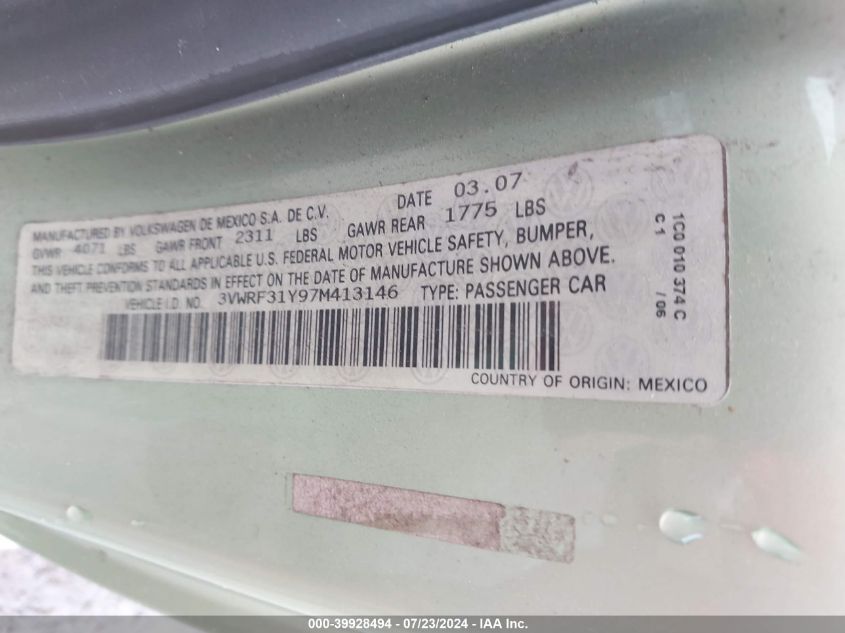 MANUFACTURED BY VOLKSWAGEN DE MEXICO S.A. DE C.V. DATE 03.07
GVWR 4071 LBS GAWR FRONT 2311 LBS GAWR REAR 1775 LBS
THIS VEHICLE CONFORMS TO ALL APPLICABLE U.S. FEDERAL MOTOR VEHICLE SAFETY, BUMPER,
AND THEFT PREVENTION STANDARDS IN EFFECT ON THE DATE OF MANUFACTURE SHOWN ABOVE.
VEHICLE I.D. NO. 3VWRF31Y97M413146 TYPE: PASSENGER CAR
COUNTRY OF ORIGIN: MEXICO
1C0 010 374 C
C 1 / 06
000-39928494 - 07/23/2024 - IAA Inc.